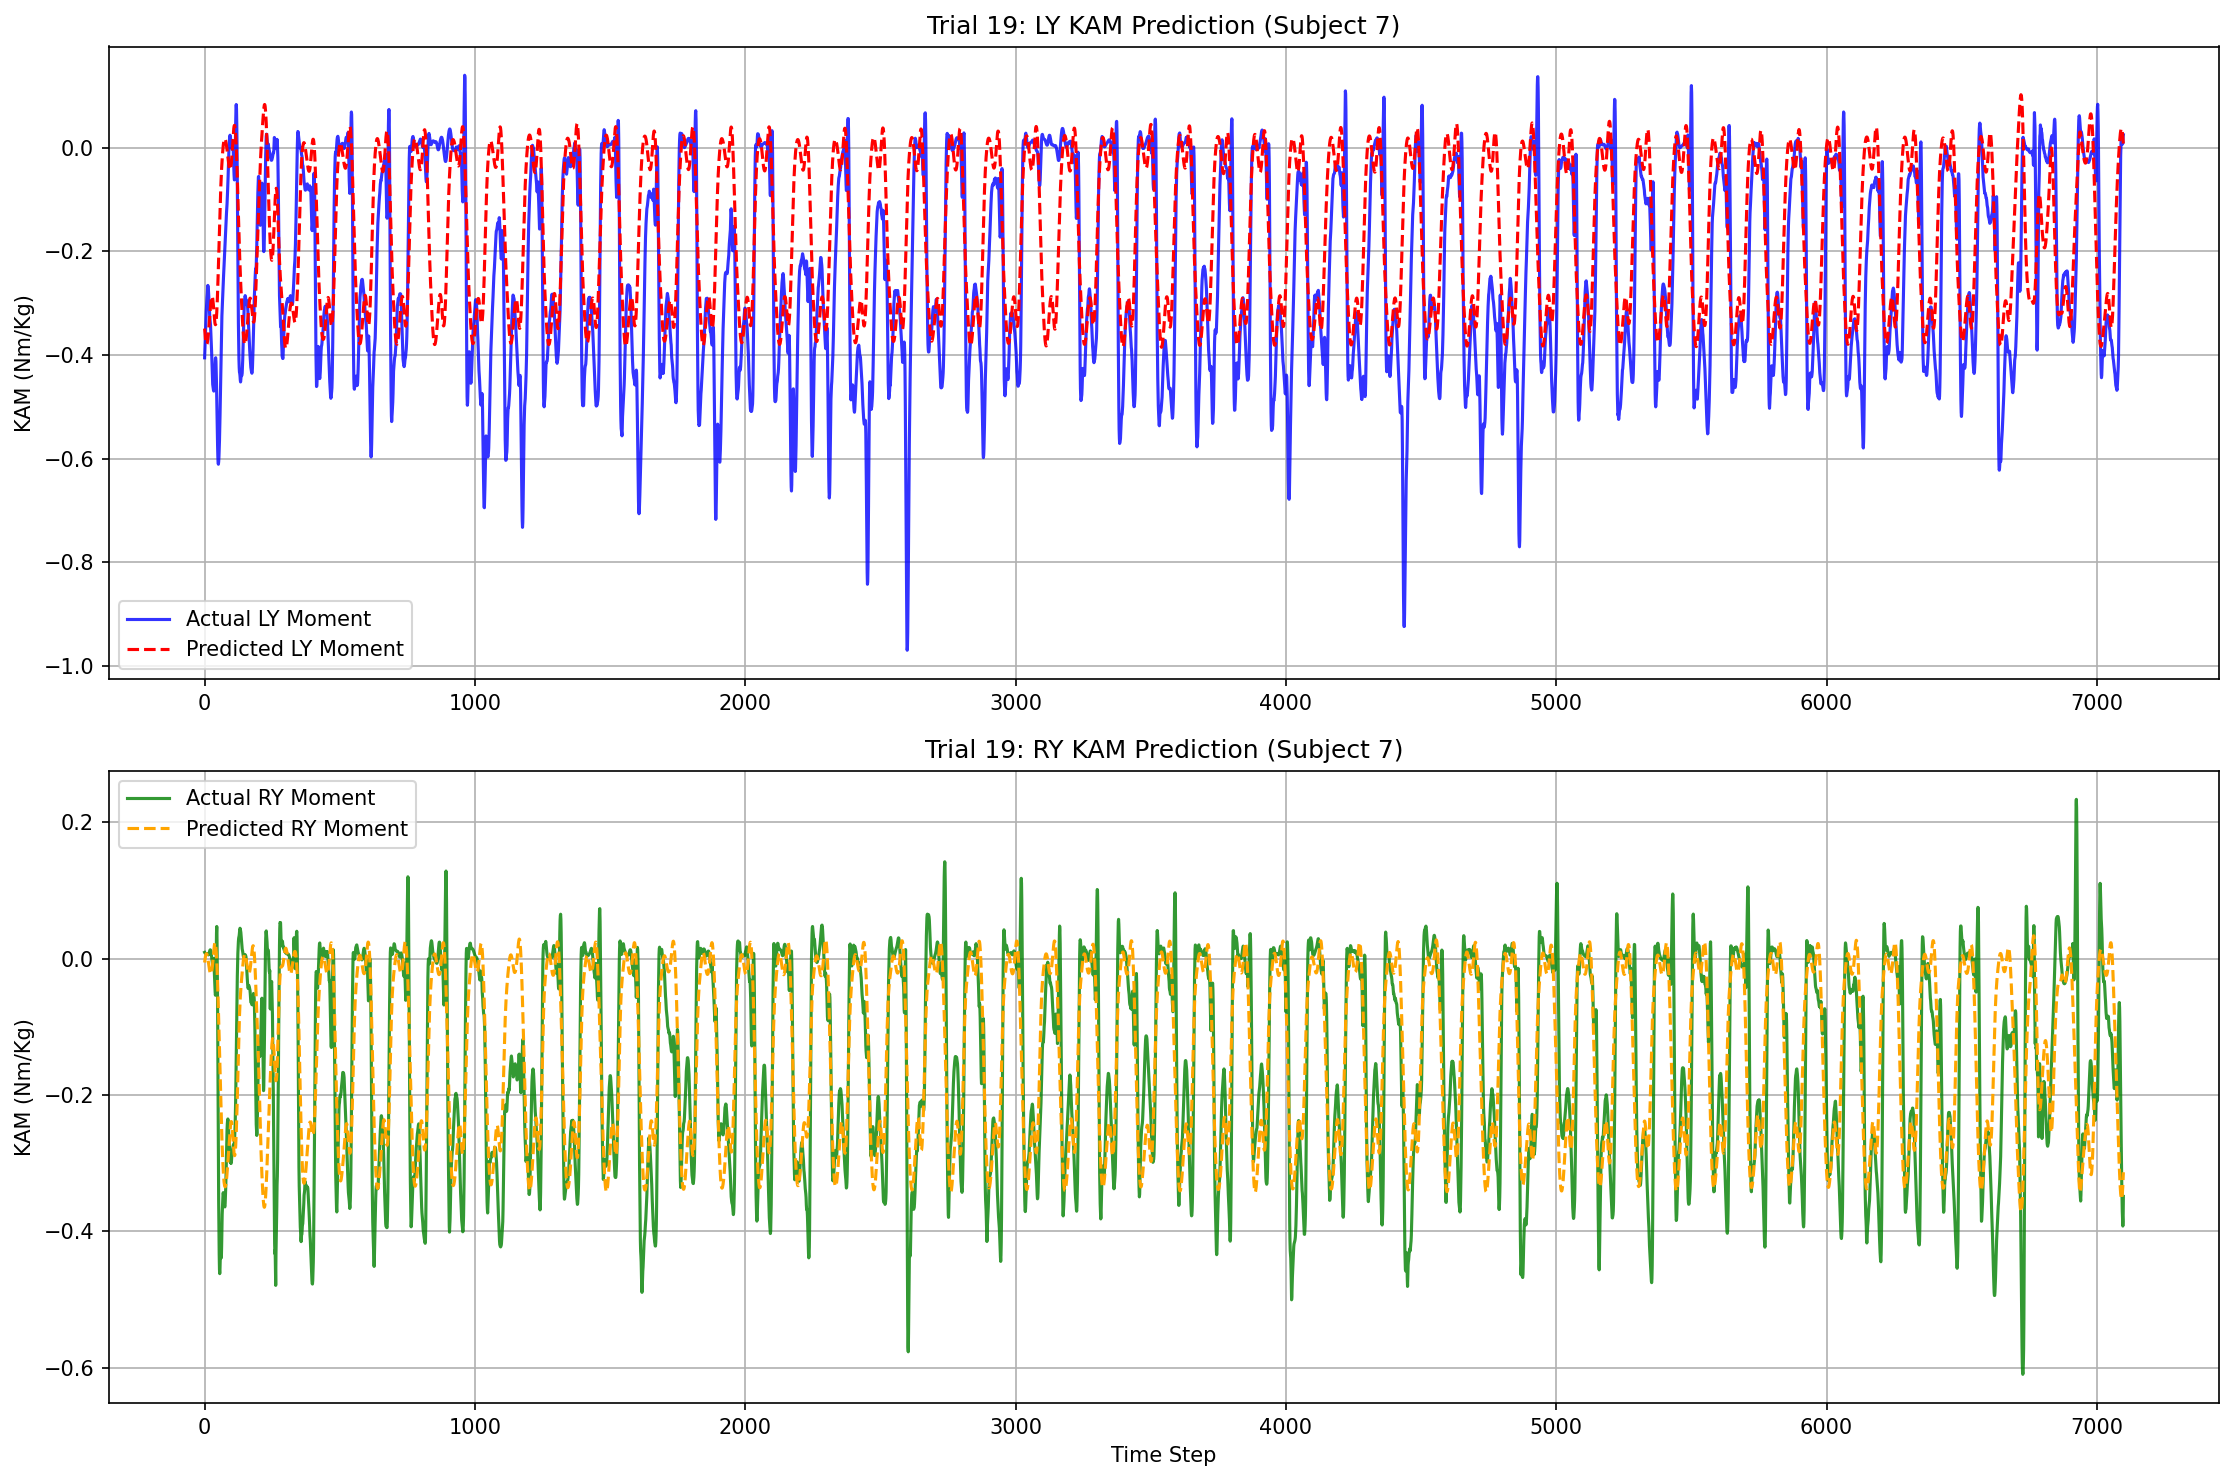 Trial 19: LY KAM Prediction (Subject 7)
KAM (Nm/Kg)
0.0
−0.2
−0.4
−0.6
−0.8
−1.0
Actual LY Moment
Predicted LY Moment
0 1000 2000 3000 4000 5000 6000 7000
Trial 19: RY KAM Prediction (Subject 7)
KAM (Nm/Kg)
Actual RY Moment
Predicted RY Moment
0.2
0.0
−0.2
−0.4
−0.6
0 1000 2000 3000 4000 5000 6000 7000
Time Step